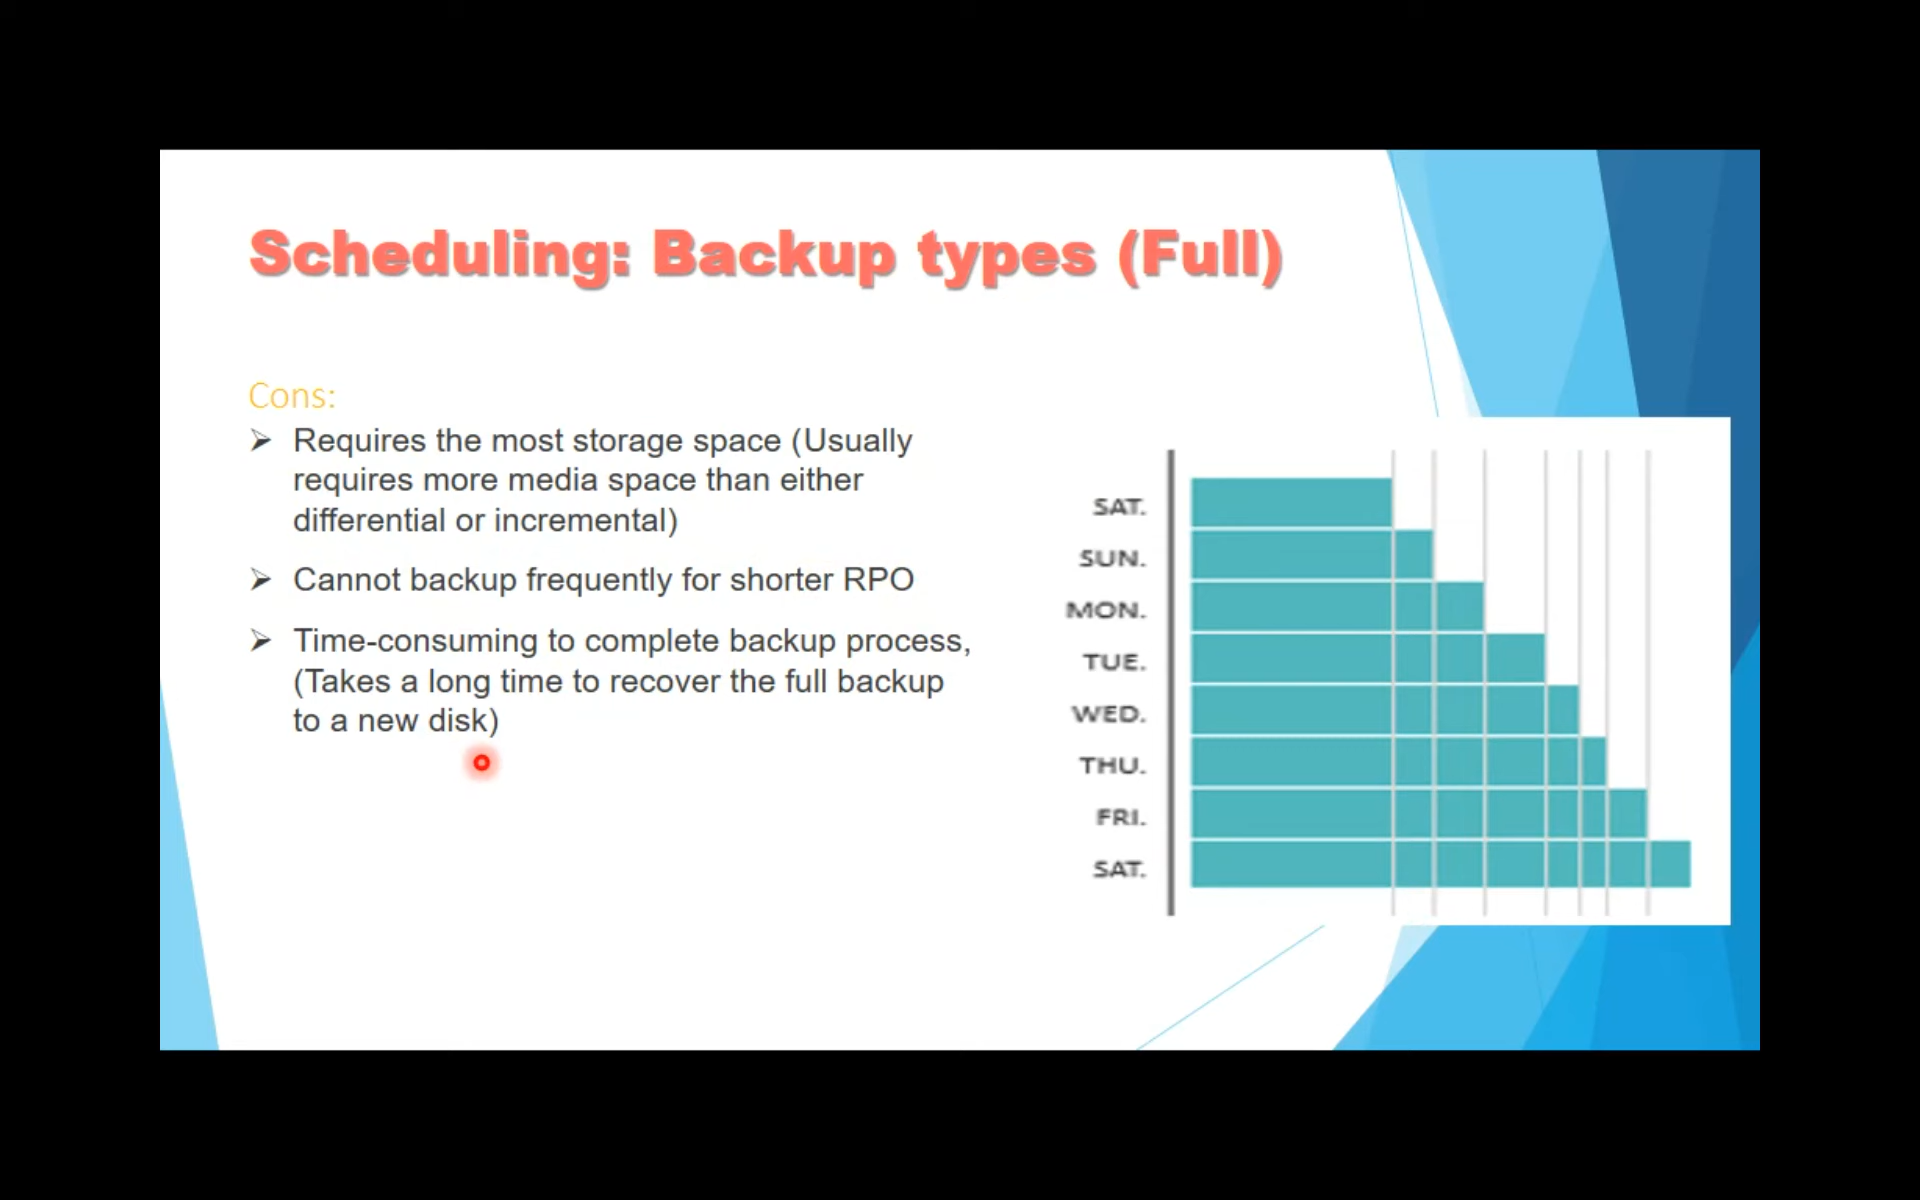 Scheduling: Backup types (Full)
Cons:
➢ Requires the most storage space (Usually
requires more media space than either
differential or incremental)
➢ Cannot backup frequently for shorter RPO
➢ Time-consuming to complete backup process,
(Takes a long time to recover the full backup
to a new disk)
SAT.
SUN.
MON.
TUE.
WED.
THU.
FRI.
SAT.